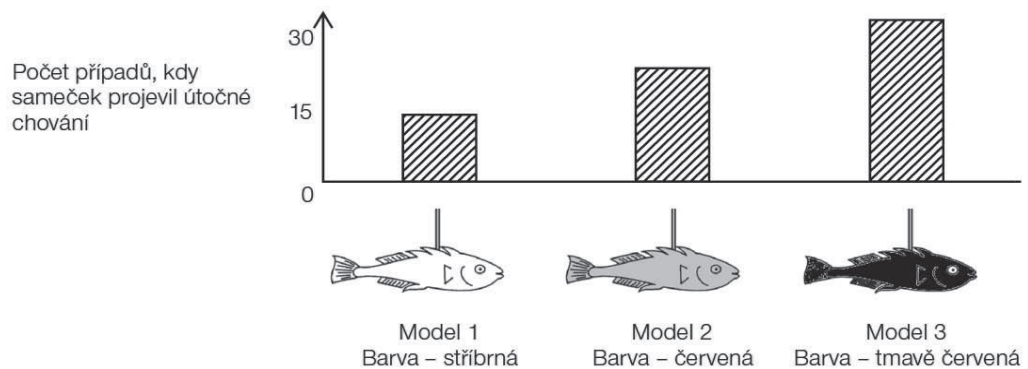 30
Počet případů, kdy
sameček projevil útočné
chování
15
0
Model 1
Barva – stříbrná
Model 2
Barva – červená
Model 3
Barva – tmavě červená